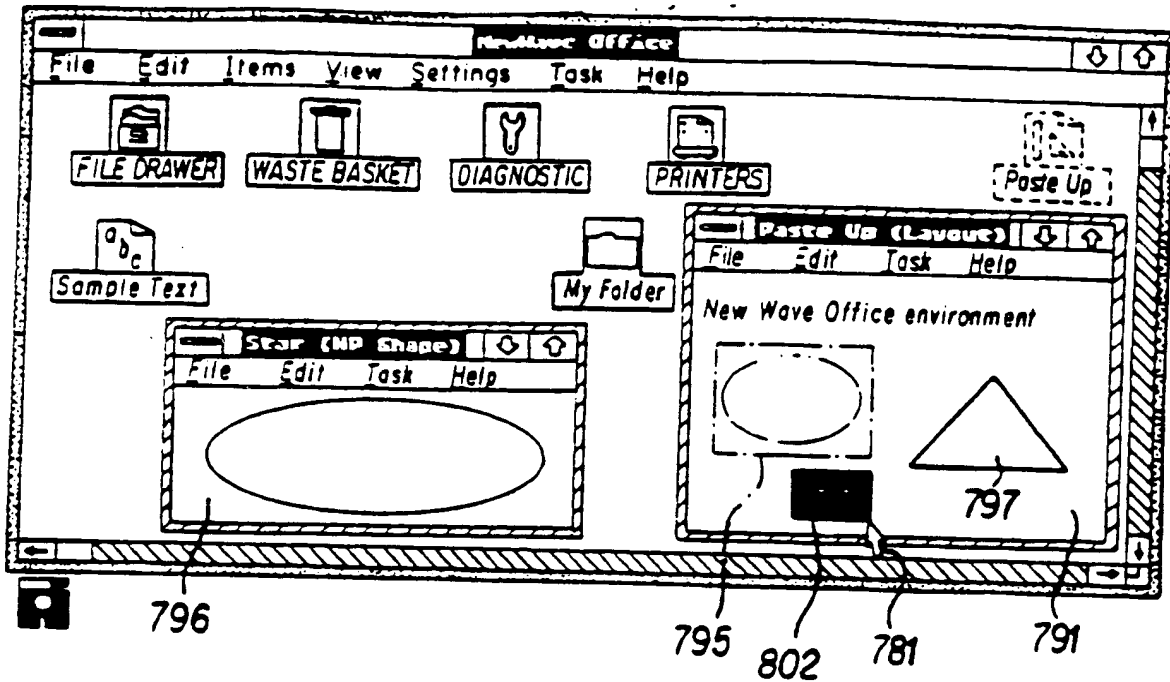 NewWave Office
File Edit Items View Settings Task Help
FILE DRAWER WASTE BASKET DIAGNOSTIC PRINTERS Paste Up
abc
Sample Text My Folder
Paste Up (Layout)
File Edit Task Help
New Wave Office environment
Star (NP Shape)
File Edit Task Help
797
796 795 802 781 791